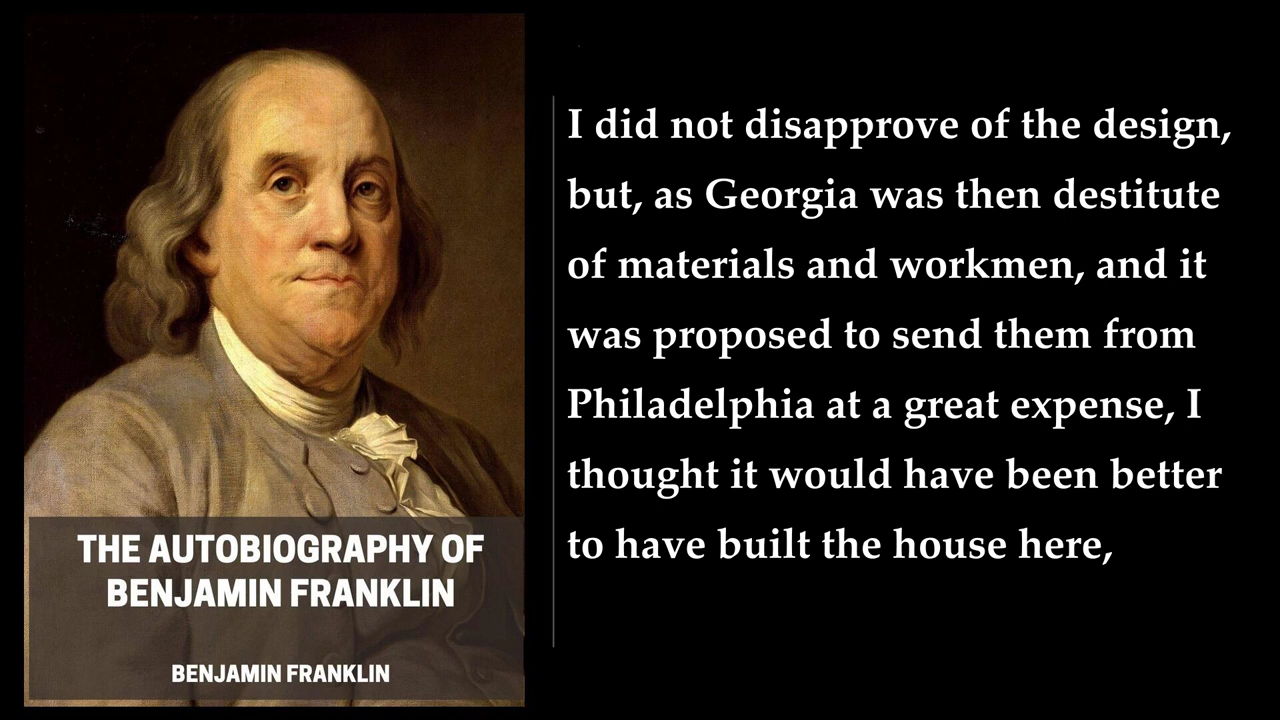 THE AUTOBIOGRAPHY OF
BENJAMIN FRANKLIN
BENJAMIN FRANKLIN
I did not disapprove of the design,
but, as Georgia was then destitute
of materials and workmen, and it
was proposed to send them from
Philadelphia at a great expense, I
thought it would have been better
to have built the house here,